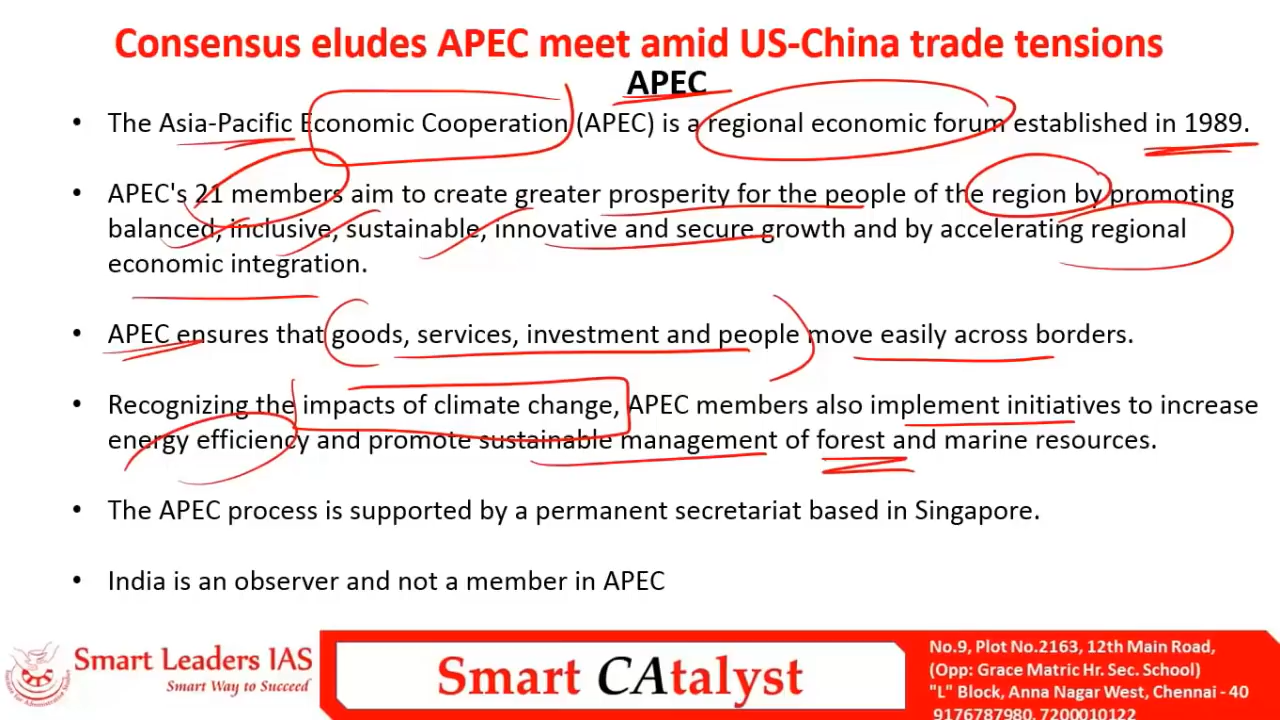 Consensus eludes APEC meet amid US-China trade tensions
APEC
• The Asia-Pacific Economic Cooperation (APEC) is a regional economic forum established in 1989.
• APEC's 21 members aim to create greater prosperity for the people of the region by promoting
balanced, inclusive, sustainable, innovative and secure growth and by accelerating regional
economic integration.
• APEC ensures that goods, services, investment and people move easily across borders.
• Recognizing the impacts of climate change, APEC members also implement initiatives to increase
energy efficiency and promote sustainable management of forest and marine resources.
• The APEC process is supported by a permanent secretariat based in Singapore.
• India is an observer and not a member in APEC
Smart Leaders IAS
Smart Way to Succeed
Smart CAtalyst
No.9, Plot No.2163, 12th Main Road,
(Opp: Grace Matric Hr. Sec. School)
"L" Block, Anna Nagar West, Chennai - 40
9176787980, 7200010122